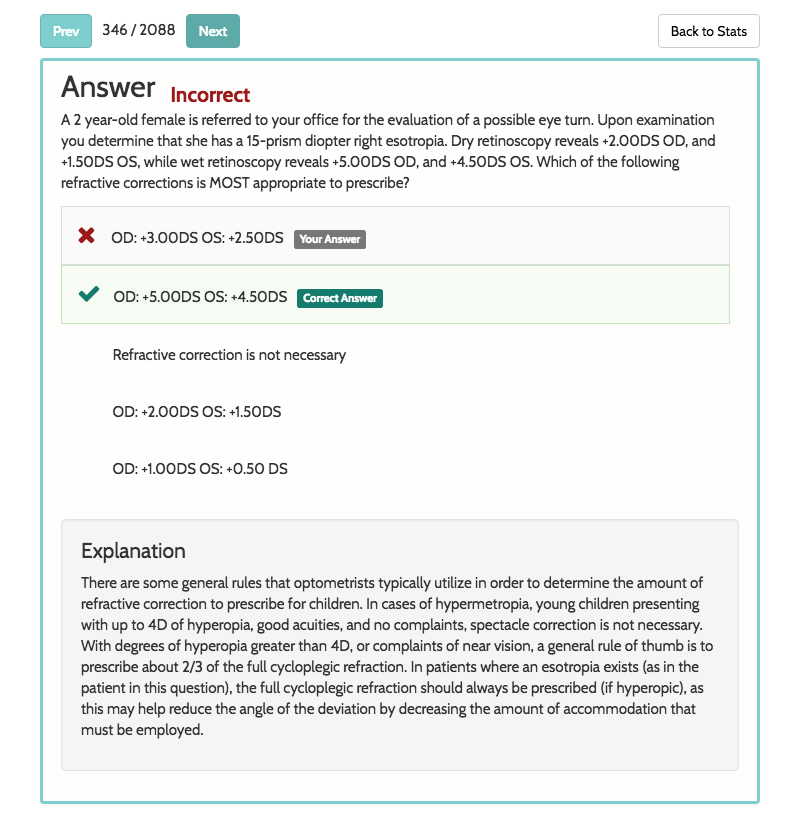 Prev 346 / 2088 Next Back to Stats
Answer Incorrect
A 2 year-old female is referred to your office for the evaluation of a possible eye turn. Upon examination
you determine that she has a 15-prism diopter right esotropia. Dry retinoscopy reveals +2.00DS OD, and
+1.50DS OS, while wet retinoscopy reveals +5.00DS OD, and +4.50DS OS. Which of the following
refractive corrections is MOST appropriate to prescribe?
OD: +3.00DS OS: +2.50DS Your Answer
OD: +5.00DS OS: +4.50DS Correct Answer
Refractive correction is not necessary
OD: +2.00DS OS: +1.50DS
OD: +1.00DS OS: +0.50 DS
Explanation
There are some general rules that optometrists typically utilize in order to determine the amount of
refractive correction to prescribe for children. In cases of hypermetropia, young children presenting
with up to 4D of hyperopia, good acuities, and no complaints, spectacle correction is not necessary.
With degrees of hyperopia greater than 4D, or complaints of near vision, a general rule of thumb is to
prescribe about 2/3 of the full cycloplegic refraction. In patients where an esotropia exists (as in the
patient in this question), the full cycloplegic refraction should always be prescribed (if hyperopic), as
this may help reduce the angle of the deviation by decreasing the amount of accommodation that
must be employed.